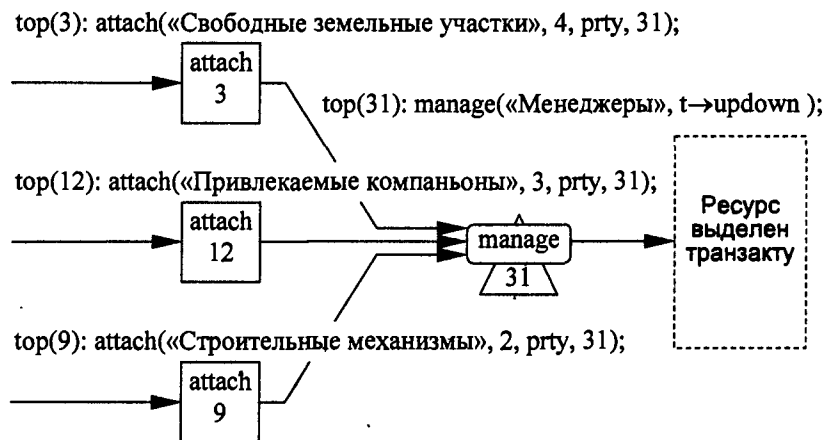 top(3): attach(«Свободные земельные участки», 4, prty, 31);
attach
3
top(31): manage(«Менеджеры», t→updown );
top(12): attach(«Привлекаемые компаньоны», 3, prty, 31);
attach
12
manage
31
Ресурс
выделен
транзакту
top(9): attach(«Строительные механизмы», 2, prty, 31);
attach
9